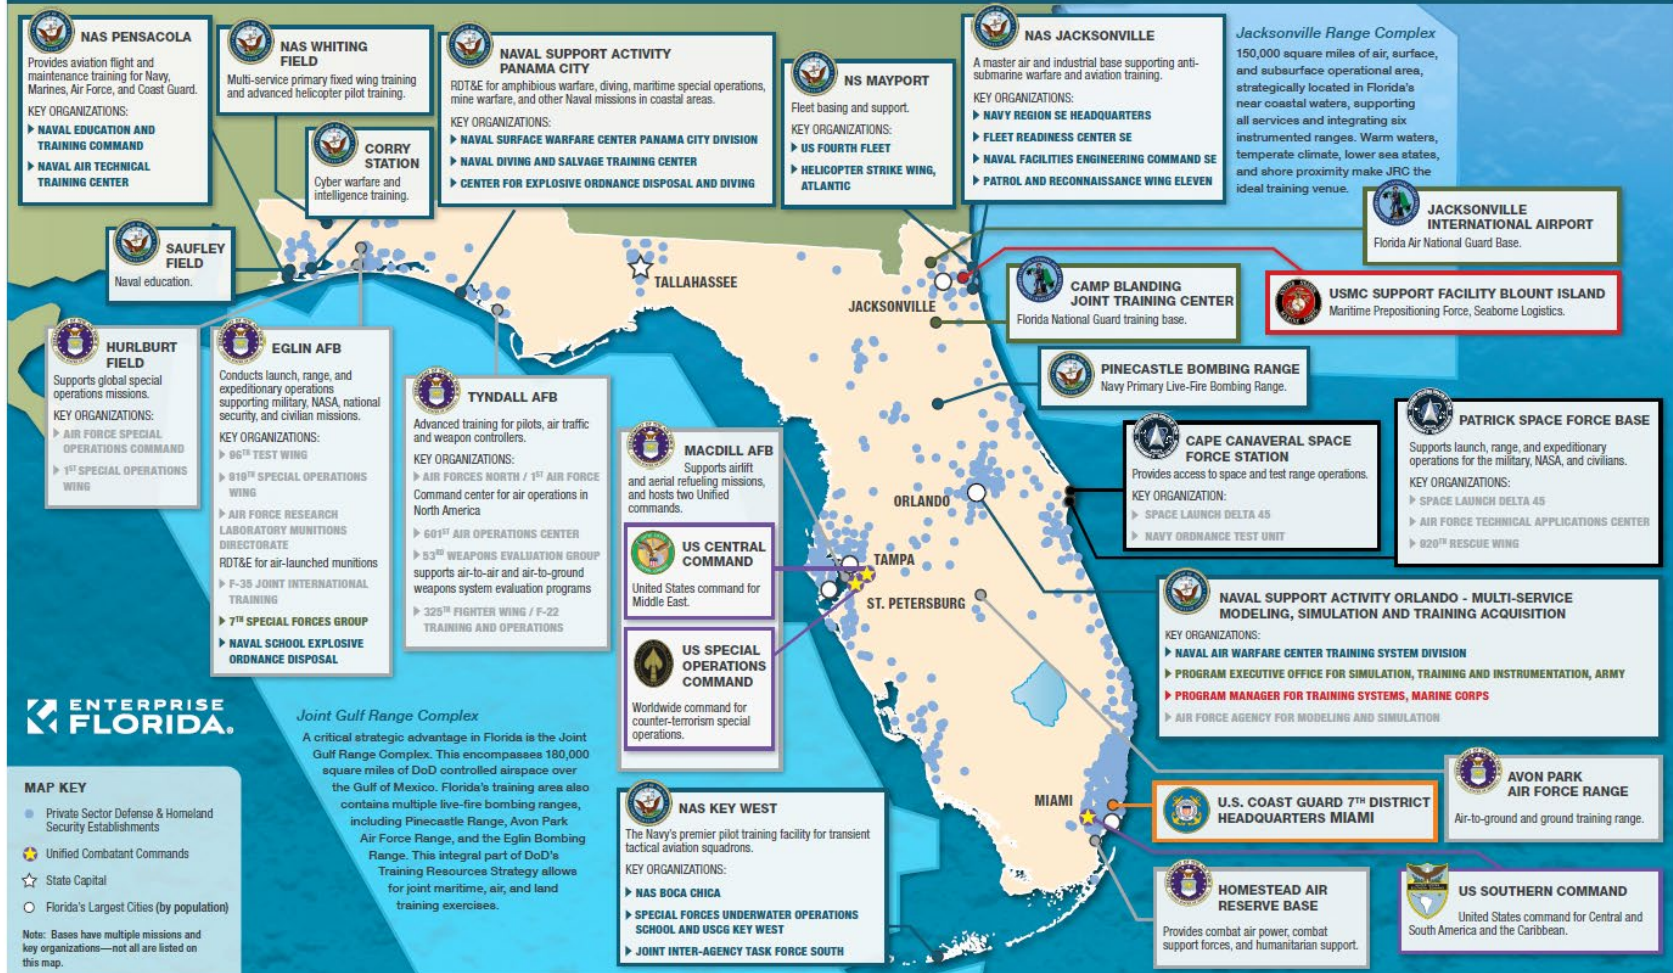 NAS PENSACOLA
Provides aviation flight and
maintenance training for Navy,
Marines, Air Force, and Coast Guard.
KEY ORGANIZATIONS:
NAVAL EDUCATION AND
TRAINING COMMAND
NAVAL AIR TECHNICAL
TRAINING CENTER
NAS WHITING
FIELD
Multi-service primary fixed wing training
and advanced helicopter pilot training.
CORRY
STATION
Cyber warfare and
intelligence training.
NAVAL SUPPORT ACTIVITY
PANAMA CITY
RDT&E for amphibious warfare, diving, maritime special operations,
mine warfare, and other Naval missions in coastal areas.
KEY ORGANIZATIONS:
NAVAL SURFACE WARFARE CENTER PANAMA CITY DIVISION
NAVAL DIVING AND SALVAGE TRAINING CENTER
CENTER FOR EXPLOSIVE ORDNANCE DISPOSAL AND DIVING
NS MAYPORT
Fleet basing and support.
KEY ORGANIZATIONS:
US FOURTH FLEET
HELICOPTER STRIKE WING,
ATLANTIC
NAS JACKSONVILLE
A master air and industrial base supporting anti-
submarine warfare and aviation training.
KEY ORGANIZATIONS:
NAVY REGION SE HEADQUARTERS
FLEET READINESS CENTER SE
NAVAL FACILITIES ENGINEERING COMMAND SE
PATROL AND RECONNAISSANCE WING ELEVEN
Jacksonville Range Complex
150,000 square miles of air, surface,
and subsurface operational area,
strategically located in Florida's
near coastal waters, supporting
all services and integrating six
instrumented ranges. Warm waters,
temperate climate, lower sea states,
and shore proximity make JRC the
ideal training venue.
JACKSONVILLE
INTERNATIONAL AIRPORT
Florida Air National Guard Base.
SAUFLEY
FIELD
Naval education.
TALLAHASSEE
JACKSONVILLE
CAMP BLANDING
JOINT TRAINING CENTER
Florida National Guard training base.
USMC SUPPORT FACILITY BLOUNT ISLAND
Maritime Prepositioning Force, Seaborne Logistics.
HURLBURT
FIELD
Supports global special
operations missions.
KEY ORGANIZATIONS:
AIR FORCE SPECIAL
OPERATIONS COMMAND
1ST SPECIAL OPERATIONS
WING
EGLIN AFB
Conducts launch, range, and
expeditionary operations
supporting military, NASA, national
security, and civilian missions.
KEY ORGANIZATIONS:
96TH TEST WING
919TH SPECIAL OPERATIONS
WING
AIR FORCE RESEARCH
LABORATORY MUNITIONS
DIRECTORATE
RDT&E for air-launched munitions
F-35 JOINT INTERNATIONAL
TRAINING
7TH SPECIAL FORCES GROUP
NAVAL SCHOOL EXPLOSIVE
ORDNANCE DISPOSAL
TYNDALL AFB
Advanced training for pilots, air traffic
and weapon controllers.
KEY ORGANIZATIONS:
AIR FORCES NORTH / 1ST AIR FORCE
Command center for air operations in
North America
601ST AIR OPERATIONS CENTER
53RD WEAPONS EVALUATION GROUP
supports air-to-air and air-to-ground
weapons system evaluation programs
325TH FIGHTER WING / F-22
TRAINING AND OPERATIONS
MACDILL AFB
Supports airlift
and aerial refueling missions,
and hosts two Unified
commands.
US CENTRAL
COMMAND
United States command for
Middle East.
US SPECIAL
OPERATIONS
COMMAND
Worldwide command for
counter-terrorism special
operations.
PINECASTLE BOMBING RANGE
Navy Primary Live-Fire Bombing Range.
CAPE CANAVERAL SPACE
FORCE STATION
Provides access to space and test range operations.
KEY ORGANIZATION:
SPACE LAUNCH DELTA 45
NAVY ORDNANCE TEST UNIT
PATRICK SPACE FORCE BASE
Supports launch, range, and expeditionary
operations for the military, NASA, and civilians.
KEY ORGANIZATIONS:
SPACE LAUNCH DELTA 45
AIR FORCE TECHNICAL APPLICATIONS CENTER
920TH RESCUE WING
ORLANDO
TAMPA
ST. PETERSBURG
NAVAL SUPPORT ACTIVITY ORLANDO - MULTI-SERVICE
MODELING, SIMULATION AND TRAINING ACQUISITION
KEY ORGANIZATIONS:
NAVAL AIR WARFARE CENTER TRAINING SYSTEM DIVISION
PROGRAM EXECUTIVE OFFICE FOR SIMULATION, TRAINING AND INSTRUMENTATION, ARMY
PROGRAM MANAGER FOR TRAINING SYSTEMS, MARINE CORPS
AIR FORCE AGENCY FOR MODELING AND SIMULATION
ENTERPRISE
FLORIDA.
Joint Gulf Range Complex
A critical strategic advantage in Florida is the Joint
Gulf Range Complex. This encompasses 180,000
square miles of DoD controlled airspace over
the Gulf of Mexico. Florida's training area also
contains multiple live-fire bombing ranges,
including Pinecastle Range, Avon Park
Air Force Range, and the Eglin Bombing
Range. This integral part of DoD's
Training Resources Strategy allows
for joint maritime, air, and land
training exercises.
MAP KEY
Private Sector Defense & Homeland
Security Establishments
Unified Combatant Commands
State Capital
Florida's Largest Cities (by population)
Note: Bases have multiple missions and
key organizations—not all are listed on
this map.
NAS KEY WEST
The Navy's premier pilot training facility for transient
tactical aviation squadrons.
KEY ORGANIZATIONS:
NAS BOCA CHICA
SPECIAL FORCES UNDERWATER OPERATIONS
SCHOOL AND USCG KEY WEST
JOINT INTER-AGENCY TASK FORCE SOUTH
MIAMI
U.S. COAST GUARD 7TH DISTRICT
HEADQUARTERS MIAMI
AVON PARK
AIR FORCE RANGE
Air-to-ground and ground training range.
HOMESTEAD AIR
RESERVE BASE
Provides combat air power, combat
support forces, and humanitarian support.
US SOUTHERN COMMAND
United States command for Central and
South America and the Caribbean.